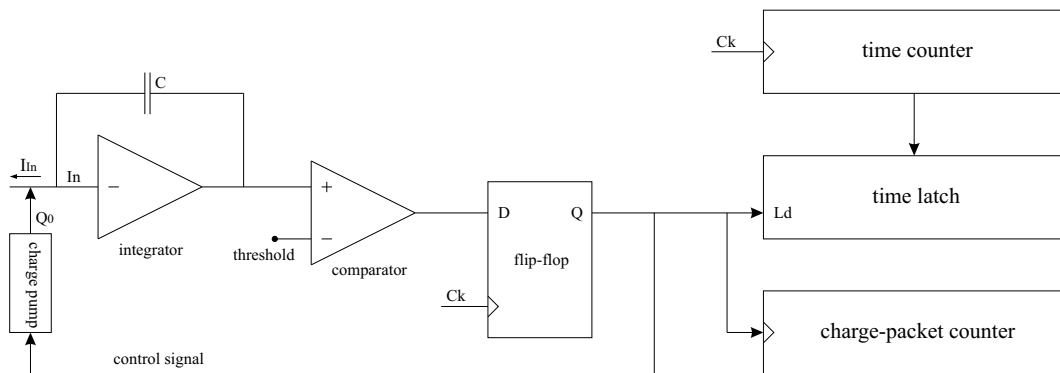 Ck
time counter
C
I_In
In
−
+
−
Q₀
integrator
threshold
comparator
D
Q
flip-flop
Ck
time latch
Ld
charge pump
charge-packet counter
control signal